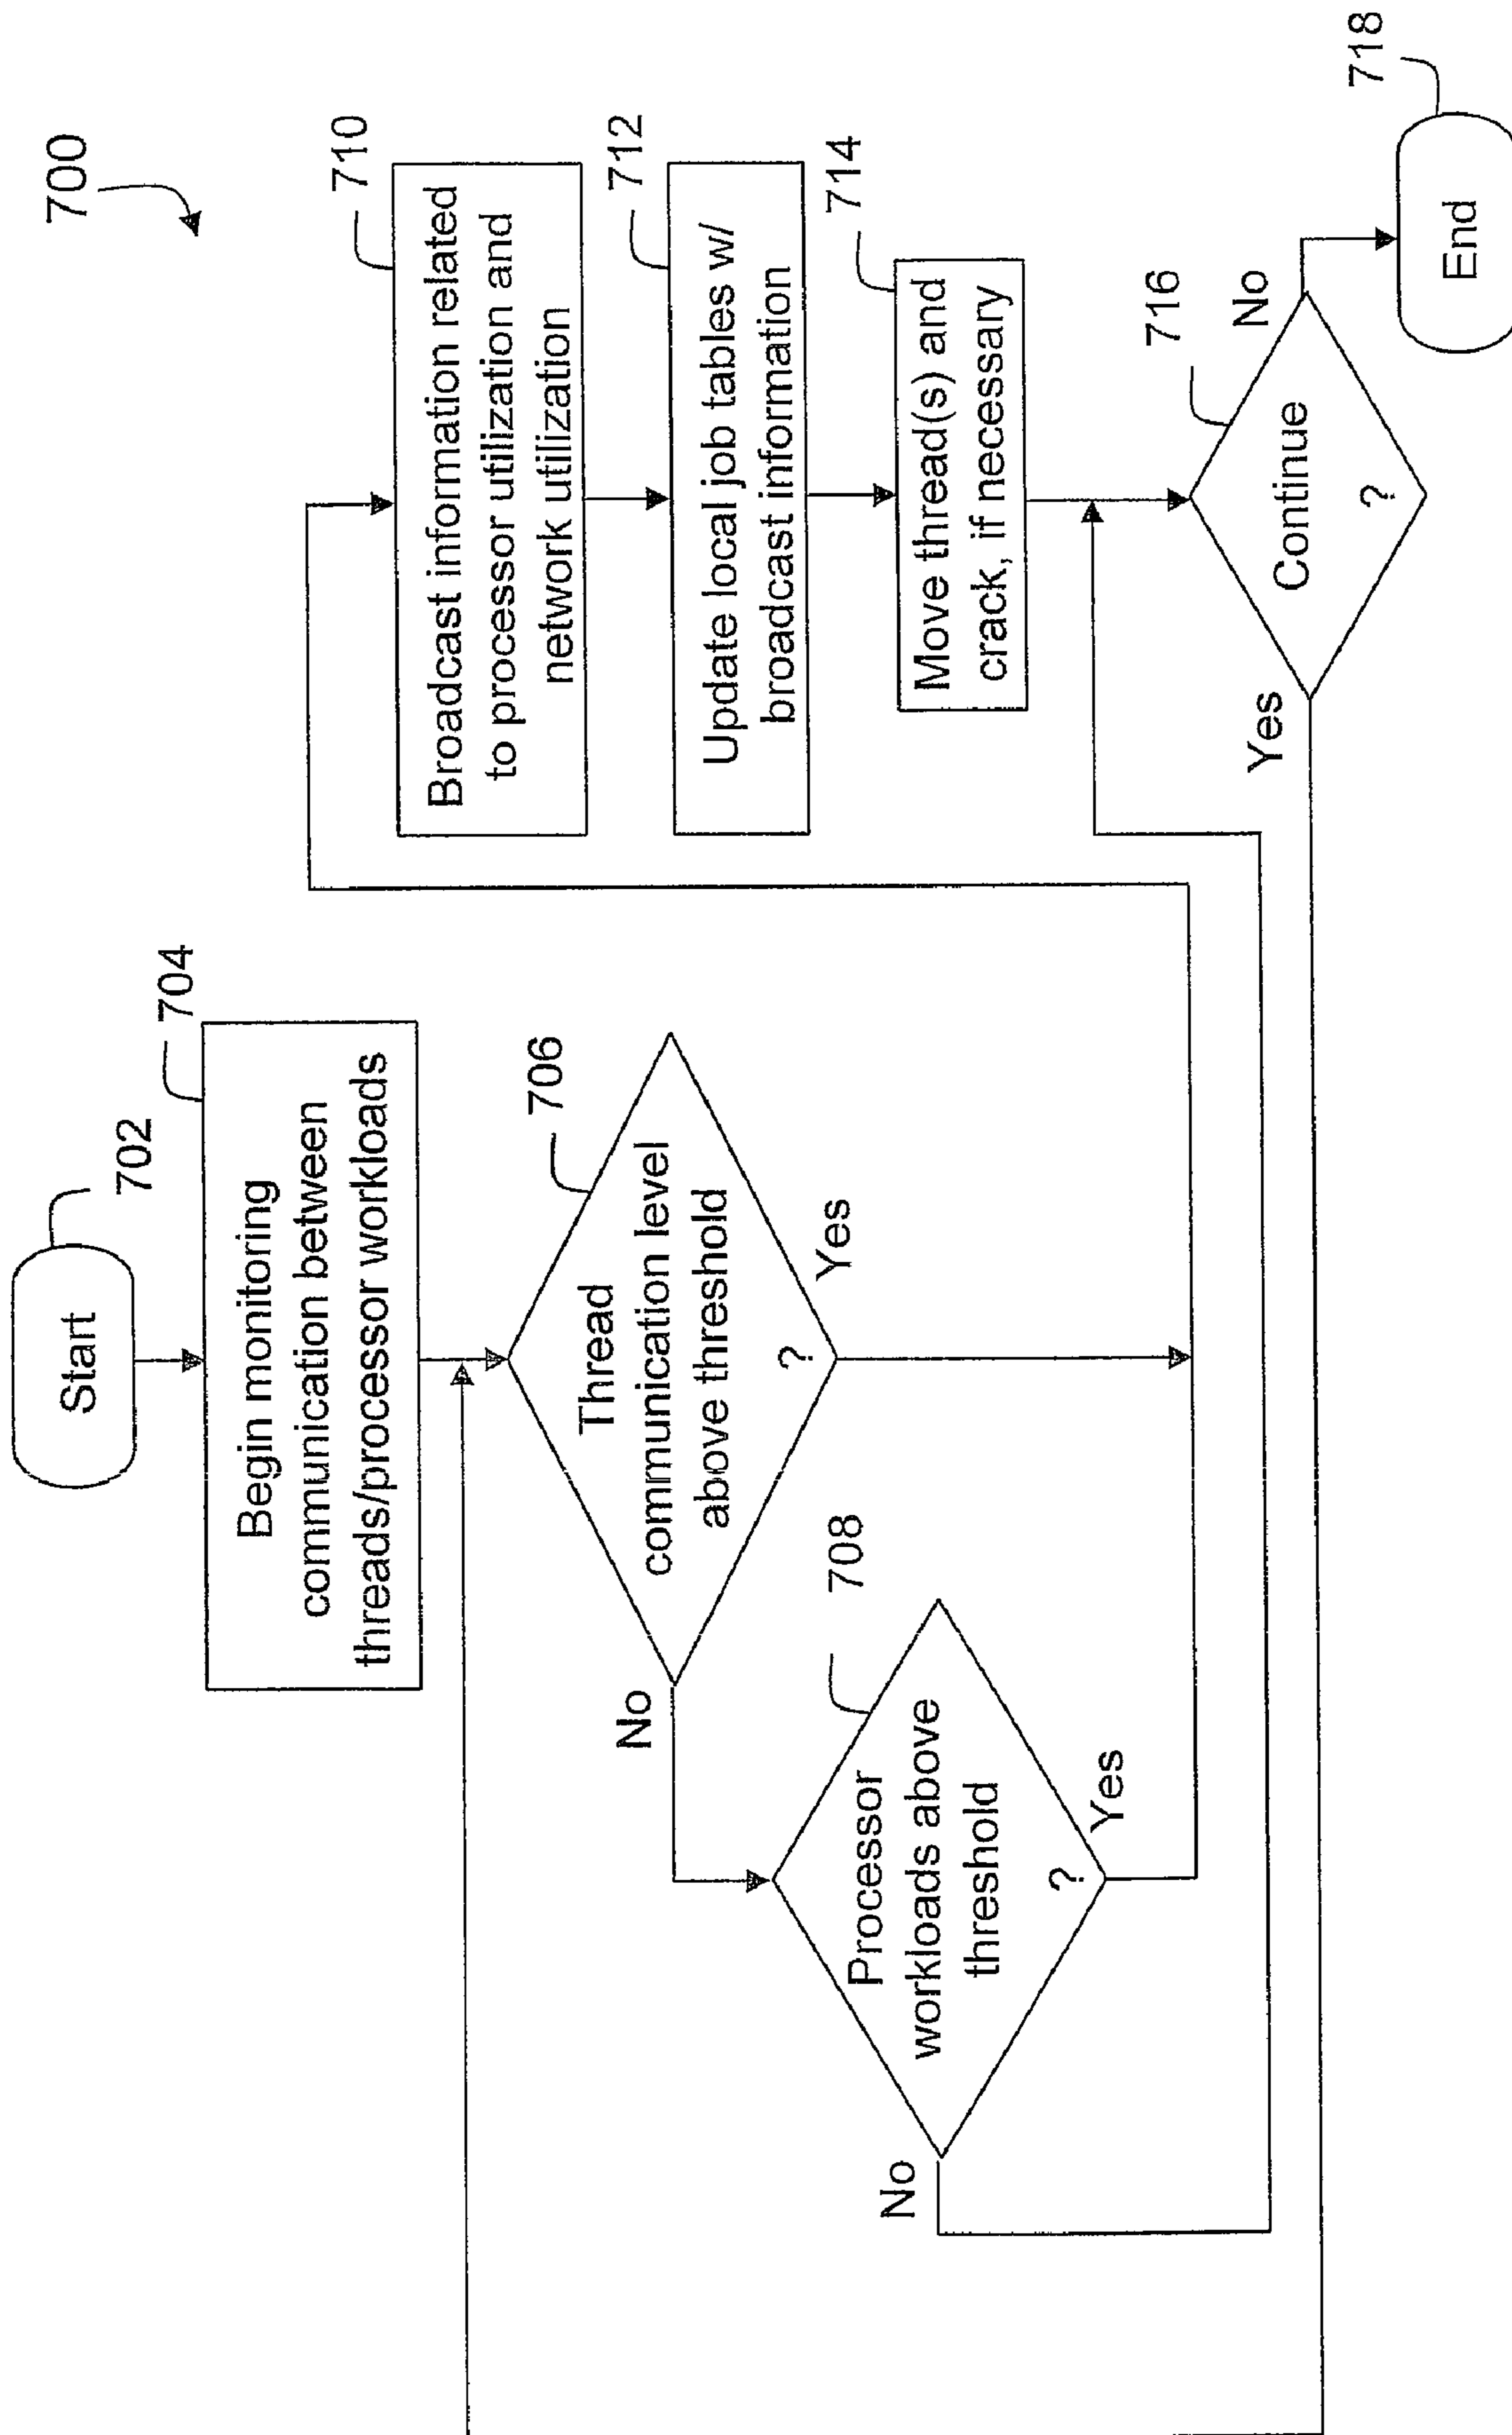 700
Start
702
Begin monitoring
communication between
threads/processor workloads
704
Thread
communication level
above threshold
?
706
No
Yes
Processor
workloads above
threshold
?
708
No
Yes
Broadcast information related
to processor utilization and
network utilization
710
Update local job tables w/
broadcast information
712
Move thread(s) and
crack, if necessary
714
Continue
?
716
Yes
No
End
718